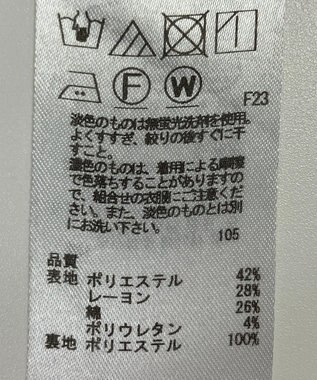 F
W
F23
淡色のものは無蛍光洗剤を使用。
よくすすぎ、絞りの後すぐに干
すこと。
濃色のものは、着用による摩擦
で色落ちすることがありますの
で、組合せの衣服にご注意くだ
さい。また、淡色のものとは別
にお洗い下さい。
105
品質
表地 ポリエステル 42%
レーヨン 28%
綿 26%
ポリウレタン 4%
裏地 ポリエステル 100%